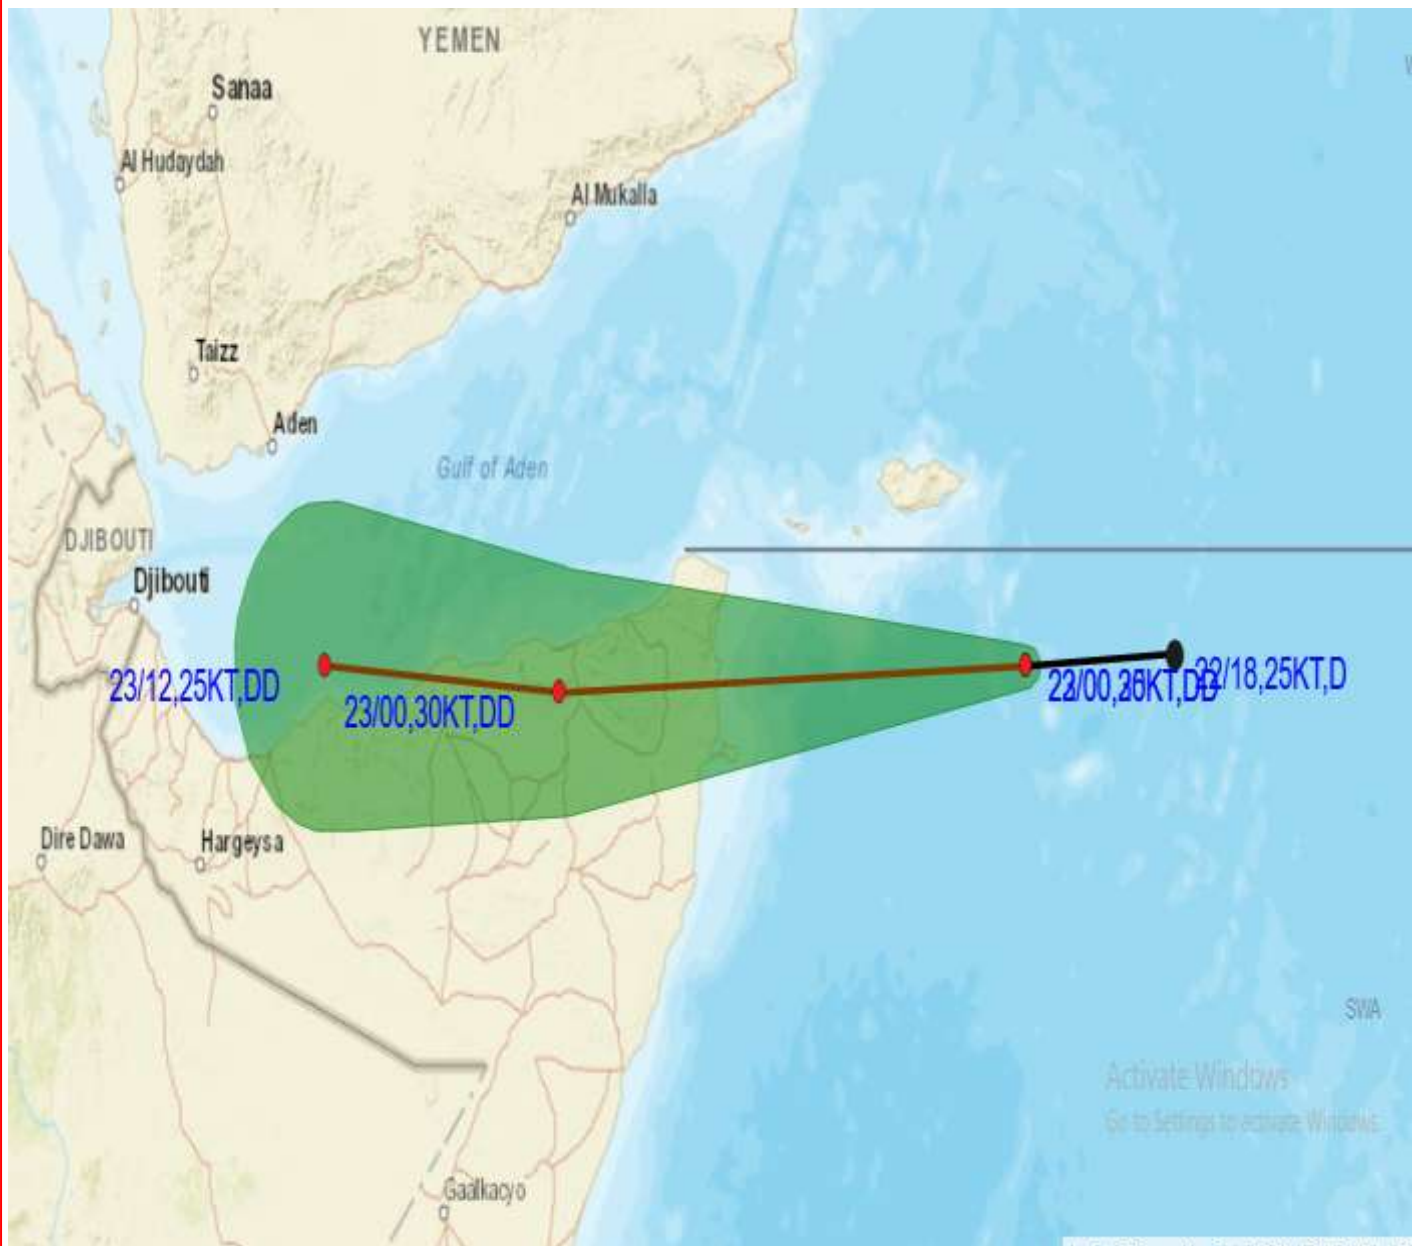 YEMEN
Sanaa
Al Hudaydah
Al Mukalla
Taizz
Aden
Gulf of Aden
DJIBOUTI
Djibouti
23/12,25KT,DD
23/00,30KT,DD
22/18,25KT,D
Dire Dawa
Hargeysa
SWA
Activate Windows
Go to Settings to activate Windows.
Gaalkacyo